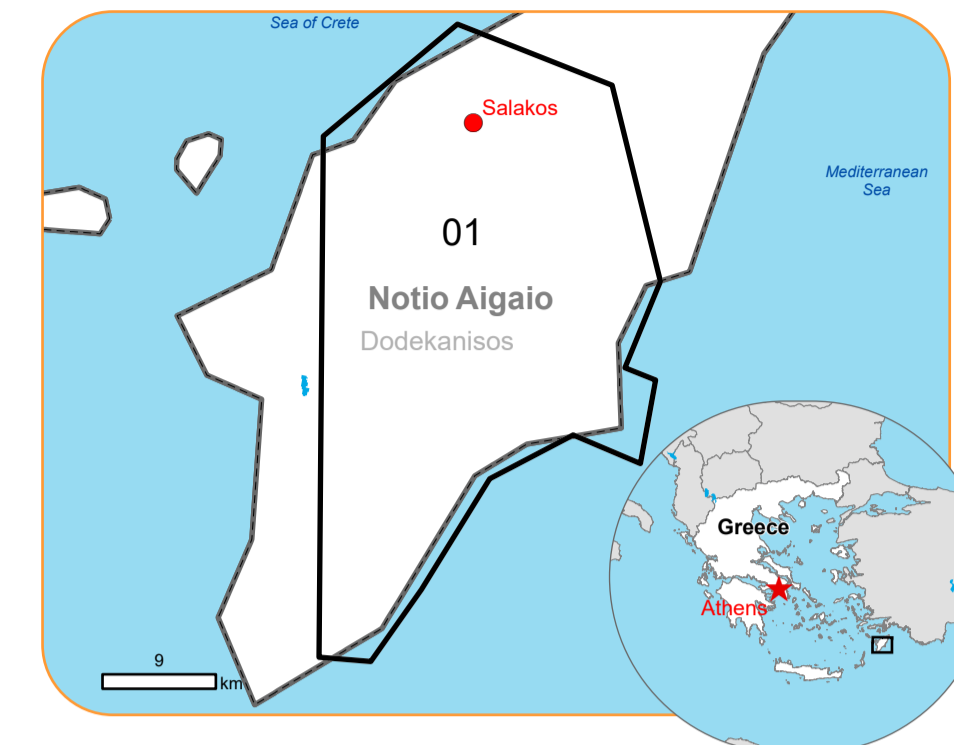 Sea of Crete
Salakos
Mediterranean
Sea
01
Notio Aigaio
Dodekanisos
Greece
Athens
9
km